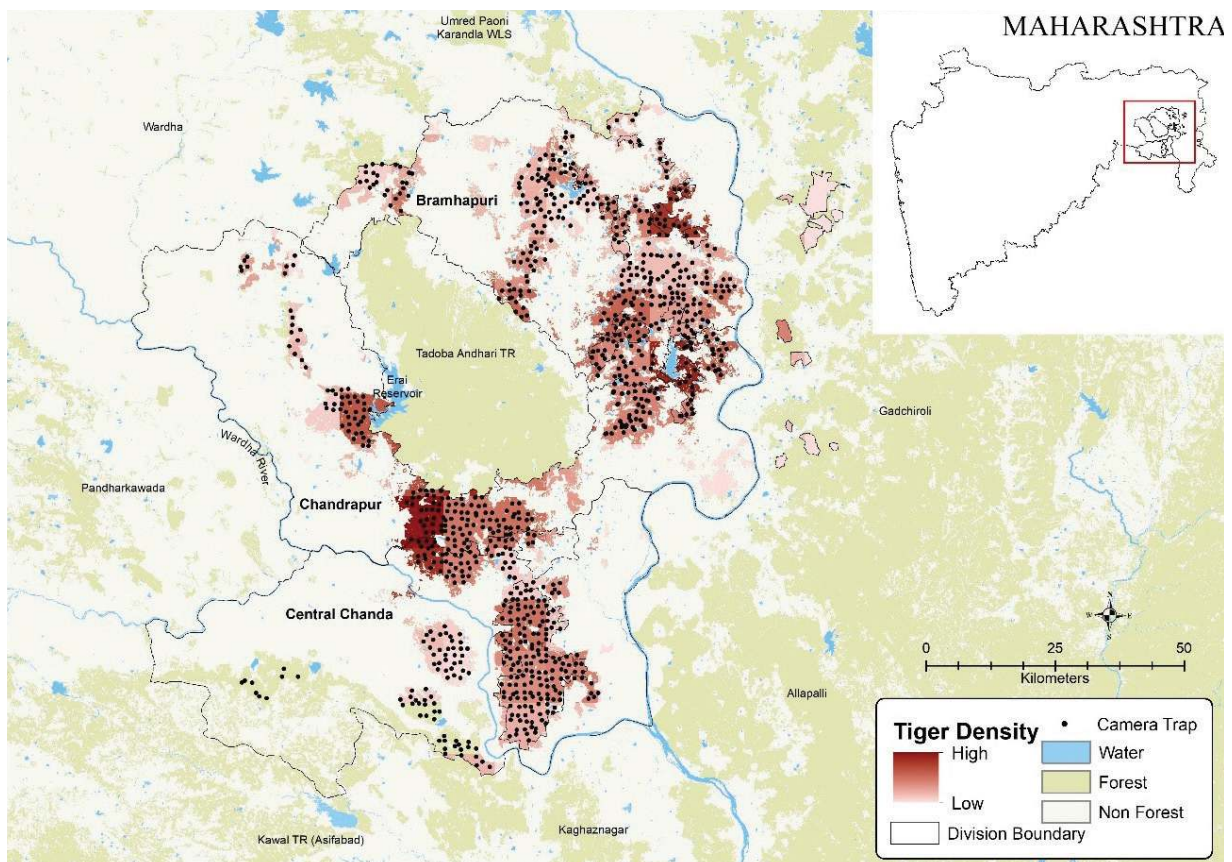 MAHARASHTRA
Umred Paoni
Karandla WLS
Wardha
Bramhapuri
Tadoba Andhari TR
Erai
Reservoir
Gadchiroli
Wardha River
Pandharkawada
Chandrapur
Central Chanda
N
W E
S
0 25 50
Kilometers
Allapalli
Kawal TR (Asifabad)
Kaghaznagar
Tiger Density
High
Low
Division Boundary
Camera Trap
Water
Forest
Non Forest